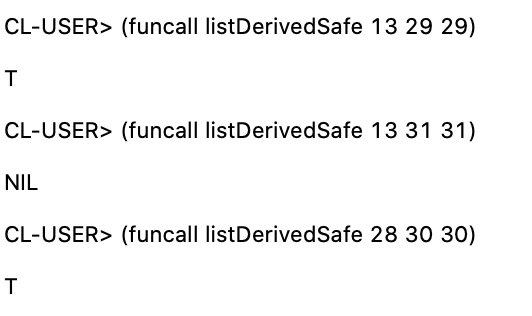 CL-USER> (funcall listDerivedSafe 13 29 29)
T
CL-USER> (funcall listDerivedSafe 13 31 31)
NIL
CL-USER> (funcall listDerivedSafe 28 30 30)
T